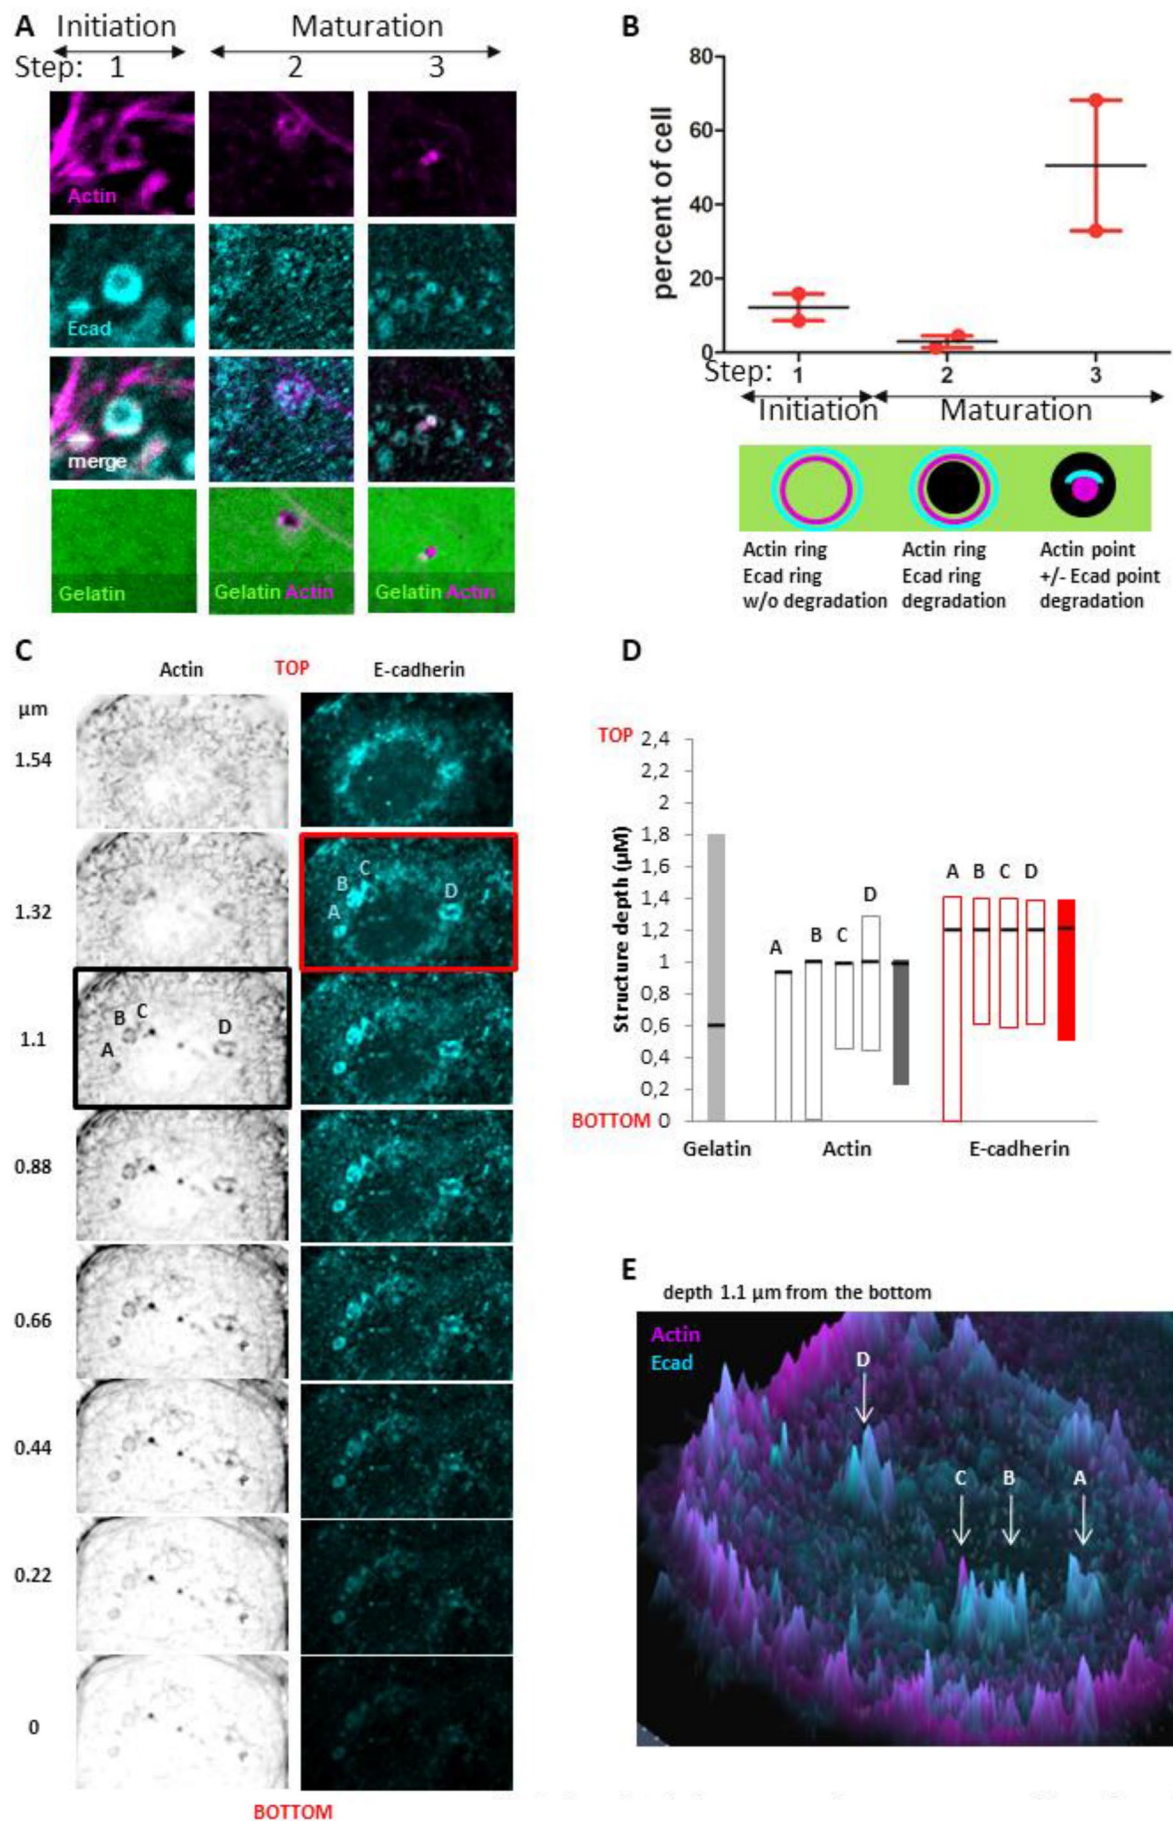 A
Initiation
Maturation
Step: 1 2 3
Actin
Ecad
merge
Gelatin
Gelatin Actin
Gelatin Actin
B
percent of cell
80
60
40
20
0
Step: 1 2 3
Initiation
Maturation
Actin ring
Ecad ring
w/o degradation
Actin ring
Ecad ring
degradation
Actin point
+/- Ecad point
degradation
C
Actin TOP E-cadherin
µm
1.54
1.32
A B C D
1.1
A B C D
0.88
0.66
0.44
0.22
0
BOTTOM
D
TOP
Structure depth (µM)
2,4
2,2
2
1,8
1,6
1,4
1,2
1
0,8
0,6
0,4
0,2
BOTTOM 0
A B C D
A B C D
Gelatin Actin E-cadherin
E
depth 1.1 µm from the bottom
Actin
Ecad
D
C B A